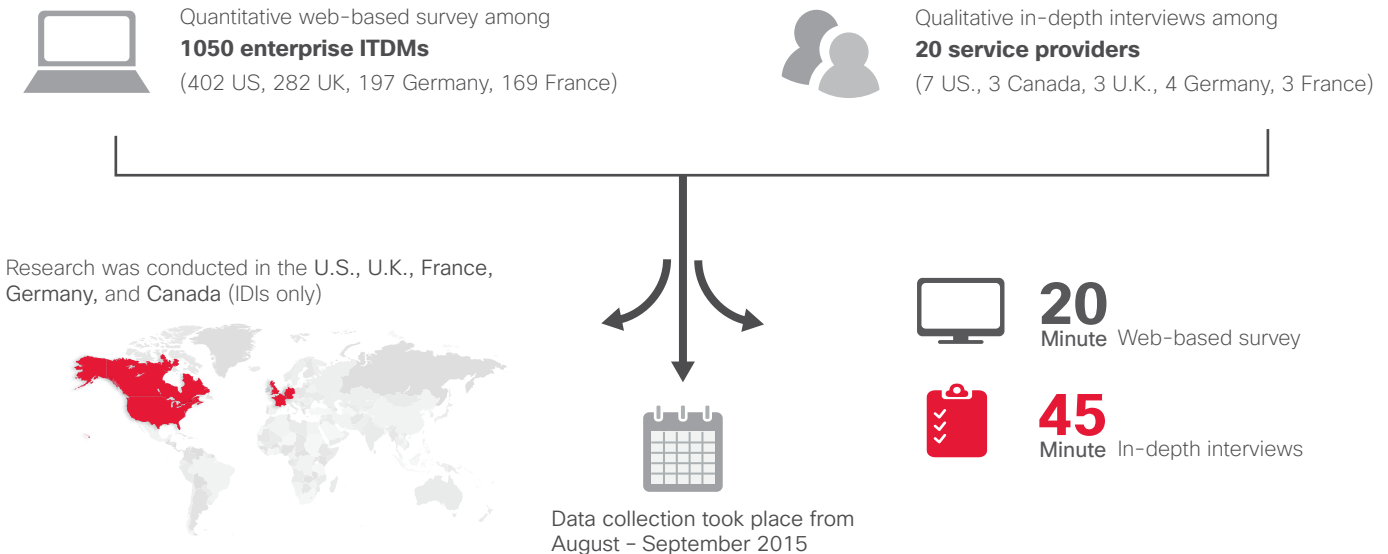 Quantitative web-based survey among
1050 enterprise ITDMs
(402 US, 282 UK, 197 Germany, 169 France)
Qualitative in-depth interviews among
20 service providers
(7 US., 3 Canada, 3 U.K., 4 Germany, 3 France)
Research was conducted in the U.S., U.K., France,
Germany, and Canada (IDIs only)
20
Minute Web-based survey
45
Minute In-depth interviews
Data collection took place from
August – September 2015